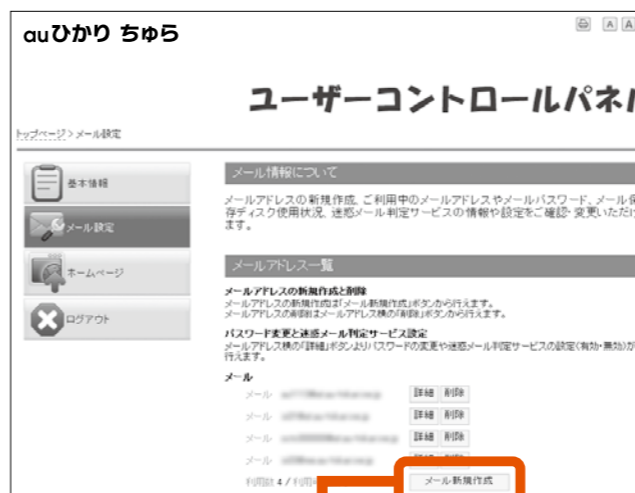 auひかり ちゅら
A A
ユーザーコントロールパネル
トップページ > メール設定
基本情報
メール設定
ホームページ
ログアウト
メール情報について
メールアドレスの新規作成、ご利用中のメールアドレスやメールパスワード、メール保
存ディスク使用状況、迷惑メール判定サービスの情報や設定をご確認・変更いただけ
ます。
メールアドレス一覧
メールアドレスの新規作成と削除
メールアドレスの新規作成は「メール新規作成」ボタンから行えます。
メールアドレスの削除はメールアドレス横の「削除」ボタンから行えます。
パスワード変更と迷惑メール判定サービス設定
メールアドレス横の「詳細」ボタンよりパスワードの変更や迷惑メール判定サービスの設定(有効・無効)が
行えます。
メール
メール 詳細 削除
メール 詳細 削除
メール 詳細 削除
メール
利用数 4 / 利用
メール新規作成